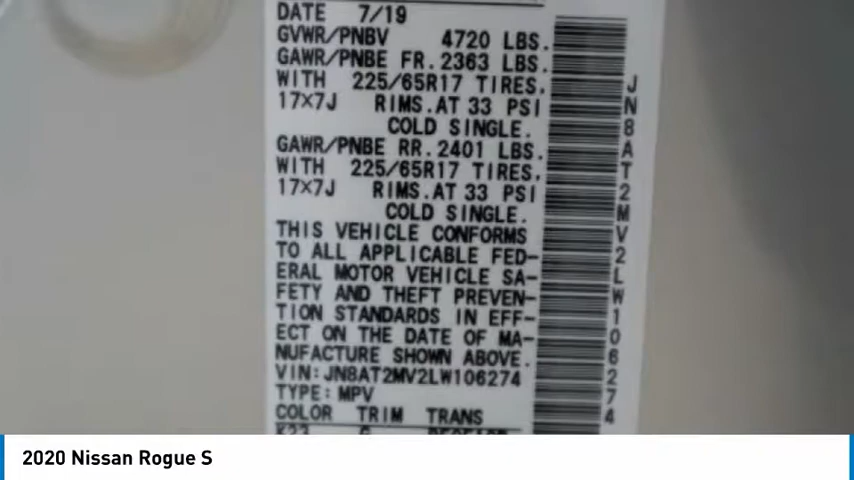 DATE 7/19
GVWR/PNBV 4720 LBS.
GAWR/PNBE FR. 2363 LBS.
WITH 225/65R17 TIRES.
17X7J RIMS. AT 33 PSI
COLD SINGLE.
GAWR/PNBE RR. 2401 LBS.
WITH 225/65R17 TIRES.
17X7J RIMS. AT 33 PSI
COLD SINGLE.
THIS VEHICLE CONFORMS
TO ALL APPLICABLE FED-
ERAL MOTOR VEHICLE SA-
FETY AND THEFT PREVEN-
TION STANDARDS IN EFF-
ECT ON THE DATE OF MA-
NUFACTURE SHOWN ABOVE.
VIN: JN8AT2MV2LW106274
TYPE: MPV
COLOR TRIM TRANS
K23 G
JN8AT2MV2LW106274
2020 Nissan Rogue S